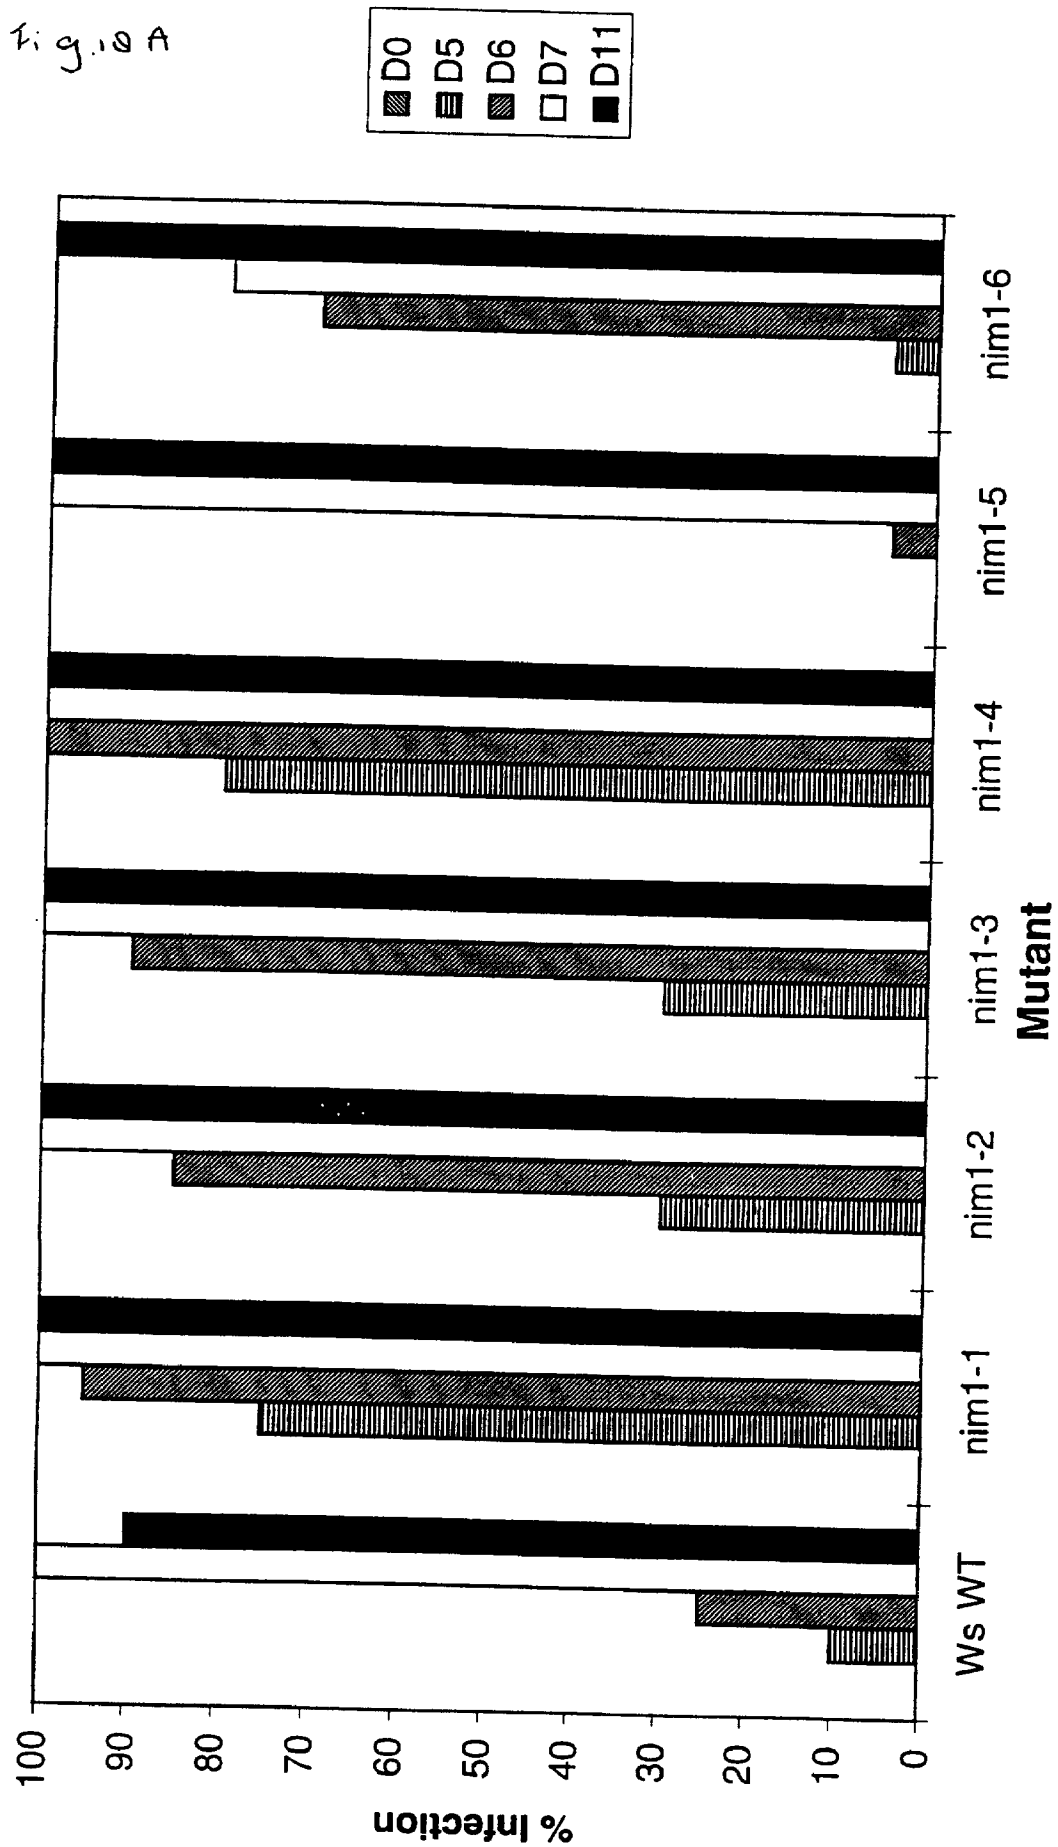 Fig. 18 A
D0
D5
D6
D7
D11
% Infection
100
90
80
70
60
50
40
30
20
10
0
Ws WT
nim1-1
nim1-2
nim1-3
nim1-4
nim1-5
nim1-6
Mutant